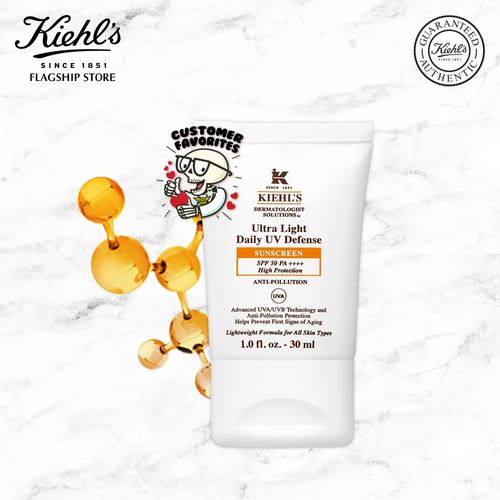 Kiehl's
SINCE 1851
FLAGSHIP STORE
GUARANTEED
Kiehl's
SINCE 1851
AUTHENTIC
CUSTOMER
FAVORITES
K
SINCE 1851
KIEHL'S
DERMATOLOGIST
SOLUTIONS
Ultra Light
Daily UV Defense
SUNSCREEN
SPF 50 PA ++++
High Protection
ANTI-POLLUTION
UVA
Advanced UVA/UVB Technology and
Anti-Pollution Protection
Helps Prevent First Signs of Aging
Lightweight Formula for All Skin Types
1.0 fl. oz. - 30 ml